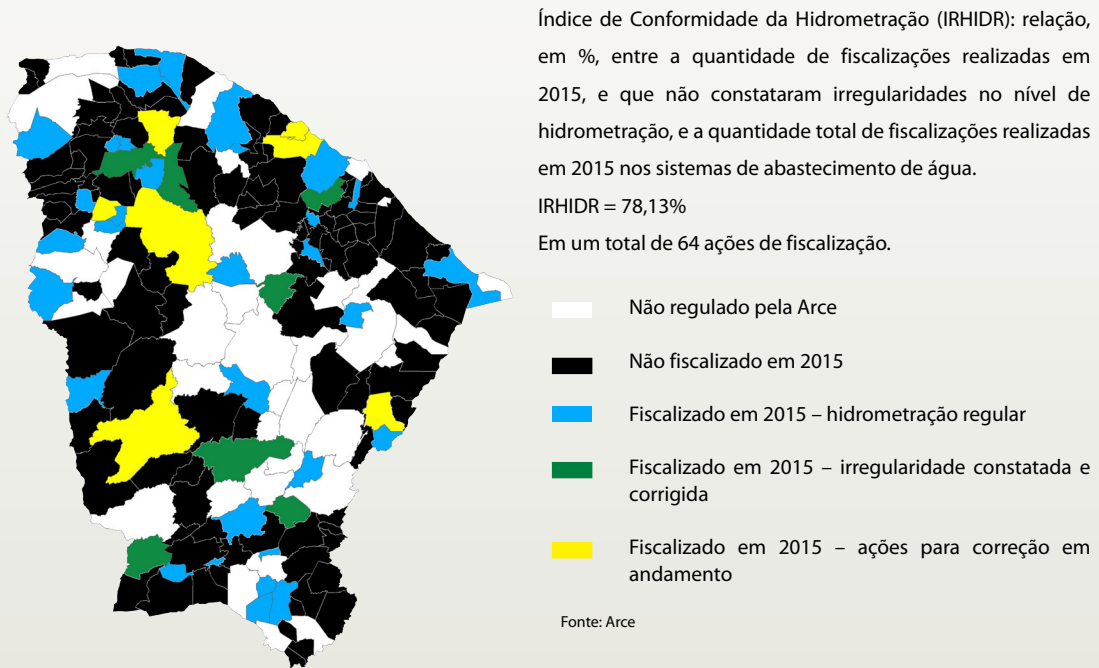 Índice de Conformidade da Hidrometração (IRHIDR): relação,
em %, entre a quantidade de fiscalizações realizadas em
2015, e que não constataram irregularidades no nível de
hidrometração, e a quantidade total de fiscalizações realizadas
em 2015 nos sistemas de abastecimento de água.
IRHIDR = 78,13%
Em um total de 64 ações de fiscalização.
Não regulado pela Arce
Não fiscalizado em 2015
Fiscalizado em 2015 – hidrometração regular
Fiscalizado em 2015 – irregularidade constatada e
corrigida
Fiscalizado em 2015 – ações para correção em
andamento
Fonte: Arce